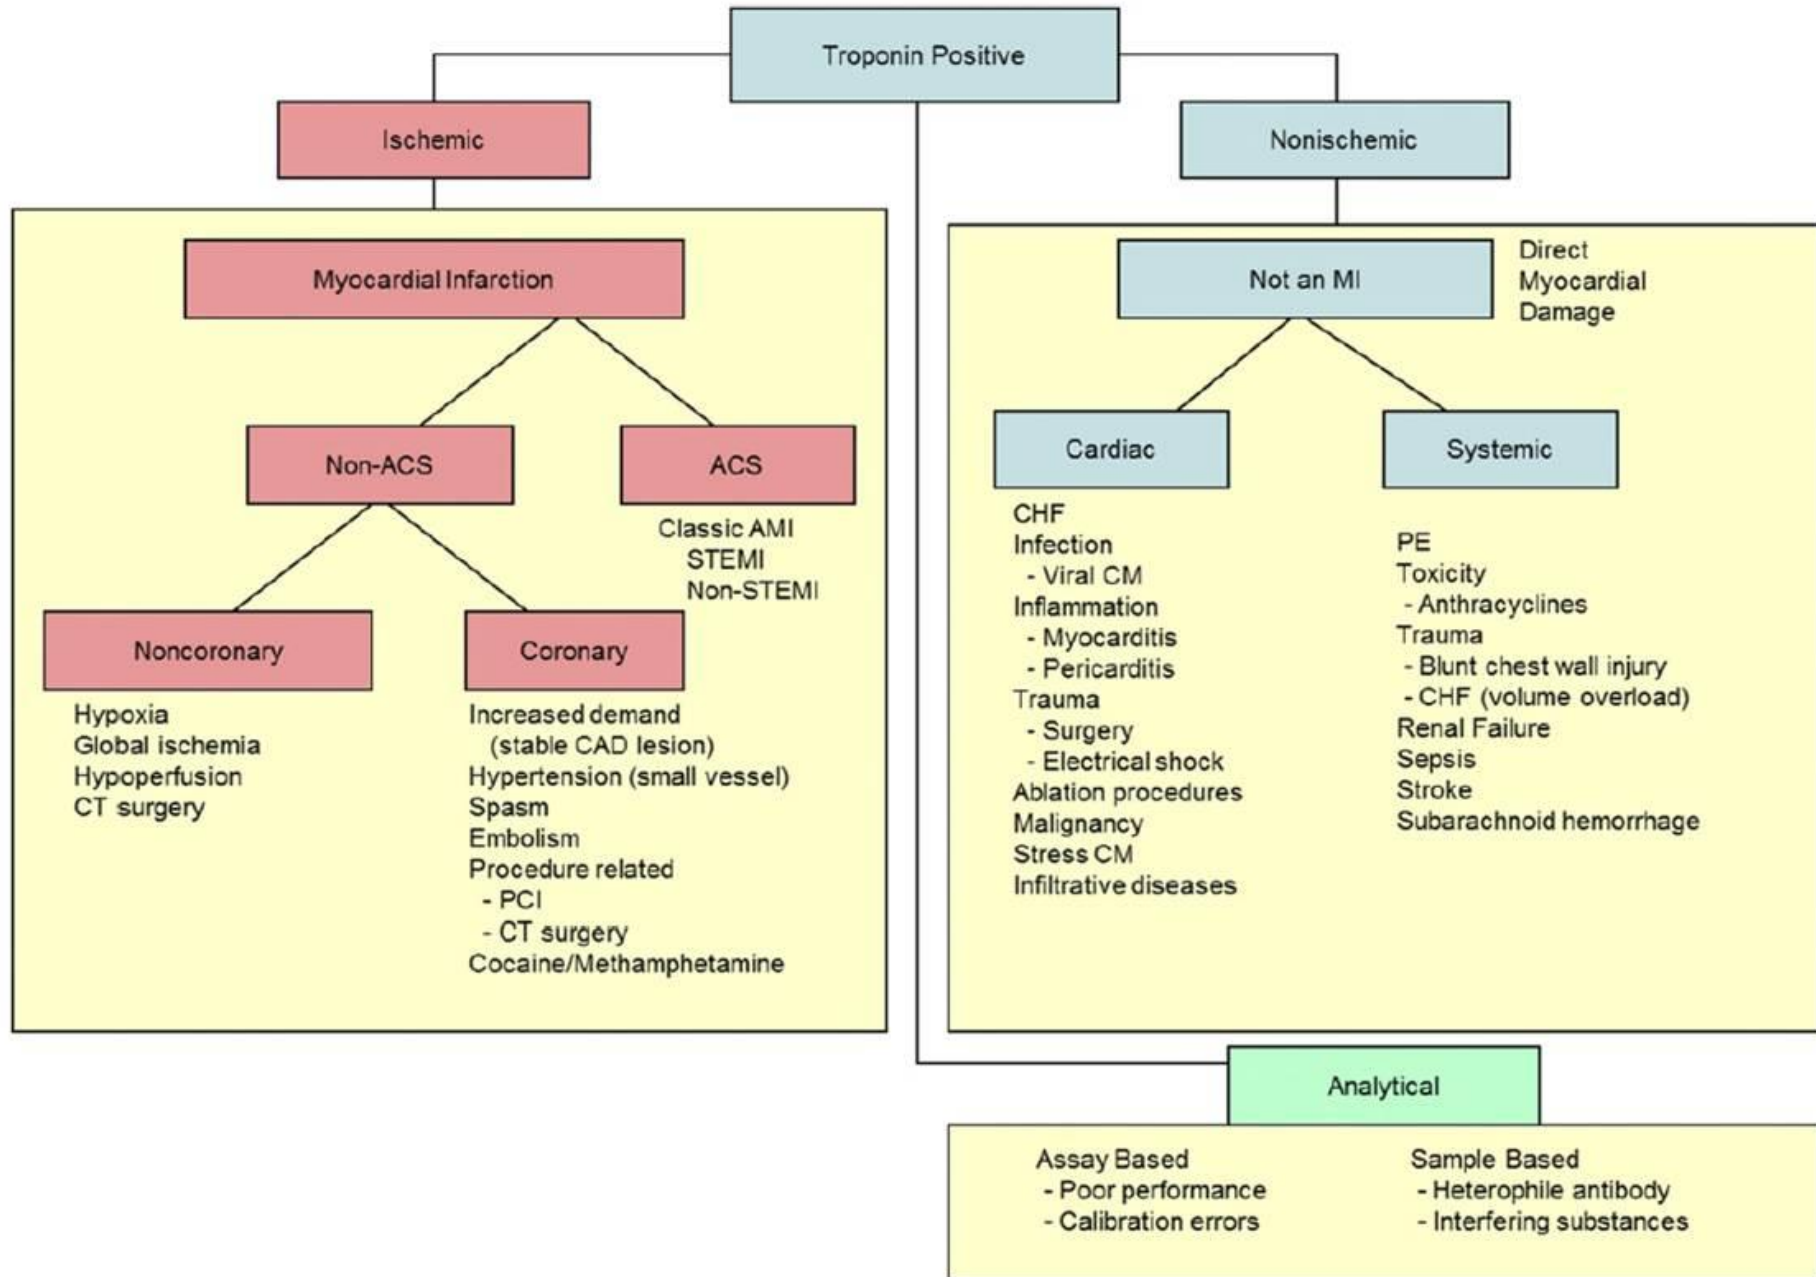 Troponin Positive
Ischemic
Nonischemic
Myocardial Infarction
Non-ACS
ACS
Classic AMI
STEMI
Non-STEMI
Noncoronary
Hypoxia
Global ischemia
Hypoperfusion
CT surgery
Coronary
Increased demand
(stable CAD lesion)
Hypertension (small vessel)
Spasm
Embolism
Procedure related
- PCI
- CT surgery
Cocaine/Methamphetamine
Not an MI
Direct
Myocardial
Damage
Cardiac
CHF
Infection
- Viral CM
Inflammation
- Myocarditis
- Pericarditis
Trauma
- Surgery
- Electrical shock
Ablation procedures
Malignancy
Stress CM
Infiltrative diseases
Systemic
PE
Toxicity
- Anthracyclines
Trauma
- Blunt chest wall injury
- CHF (volume overload)
Renal Failure
Sepsis
Stroke
Subarachnoid hemorrhage
Analytical
Assay Based
- Poor performance
- Calibration errors
Sample Based
- Heterophile antibody
- Interfering substances